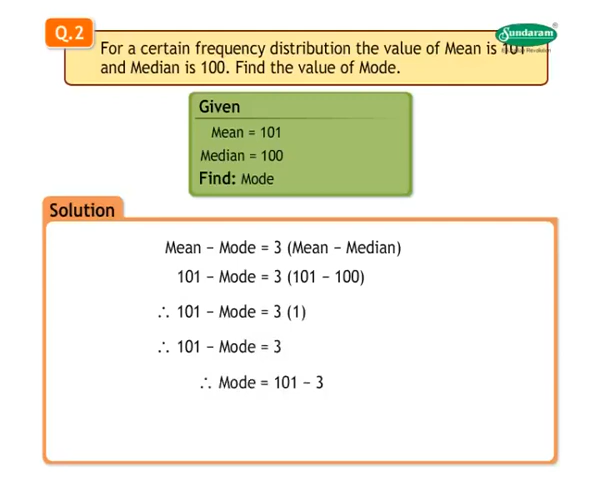 Q.2
Sundaram
For a certain frequency distribution the value of Mean is 101
and Median is 100. Find the value of Mode.
Given
Mean = 101
Median = 100
Find: Mode
Solution
Mean − Mode = 3 (Mean − Median)
101 − Mode = 3 (101 − 100)
∴ 101 − Mode = 3 (1)
∴ 101 − Mode = 3
∴ Mode = 101 − 3